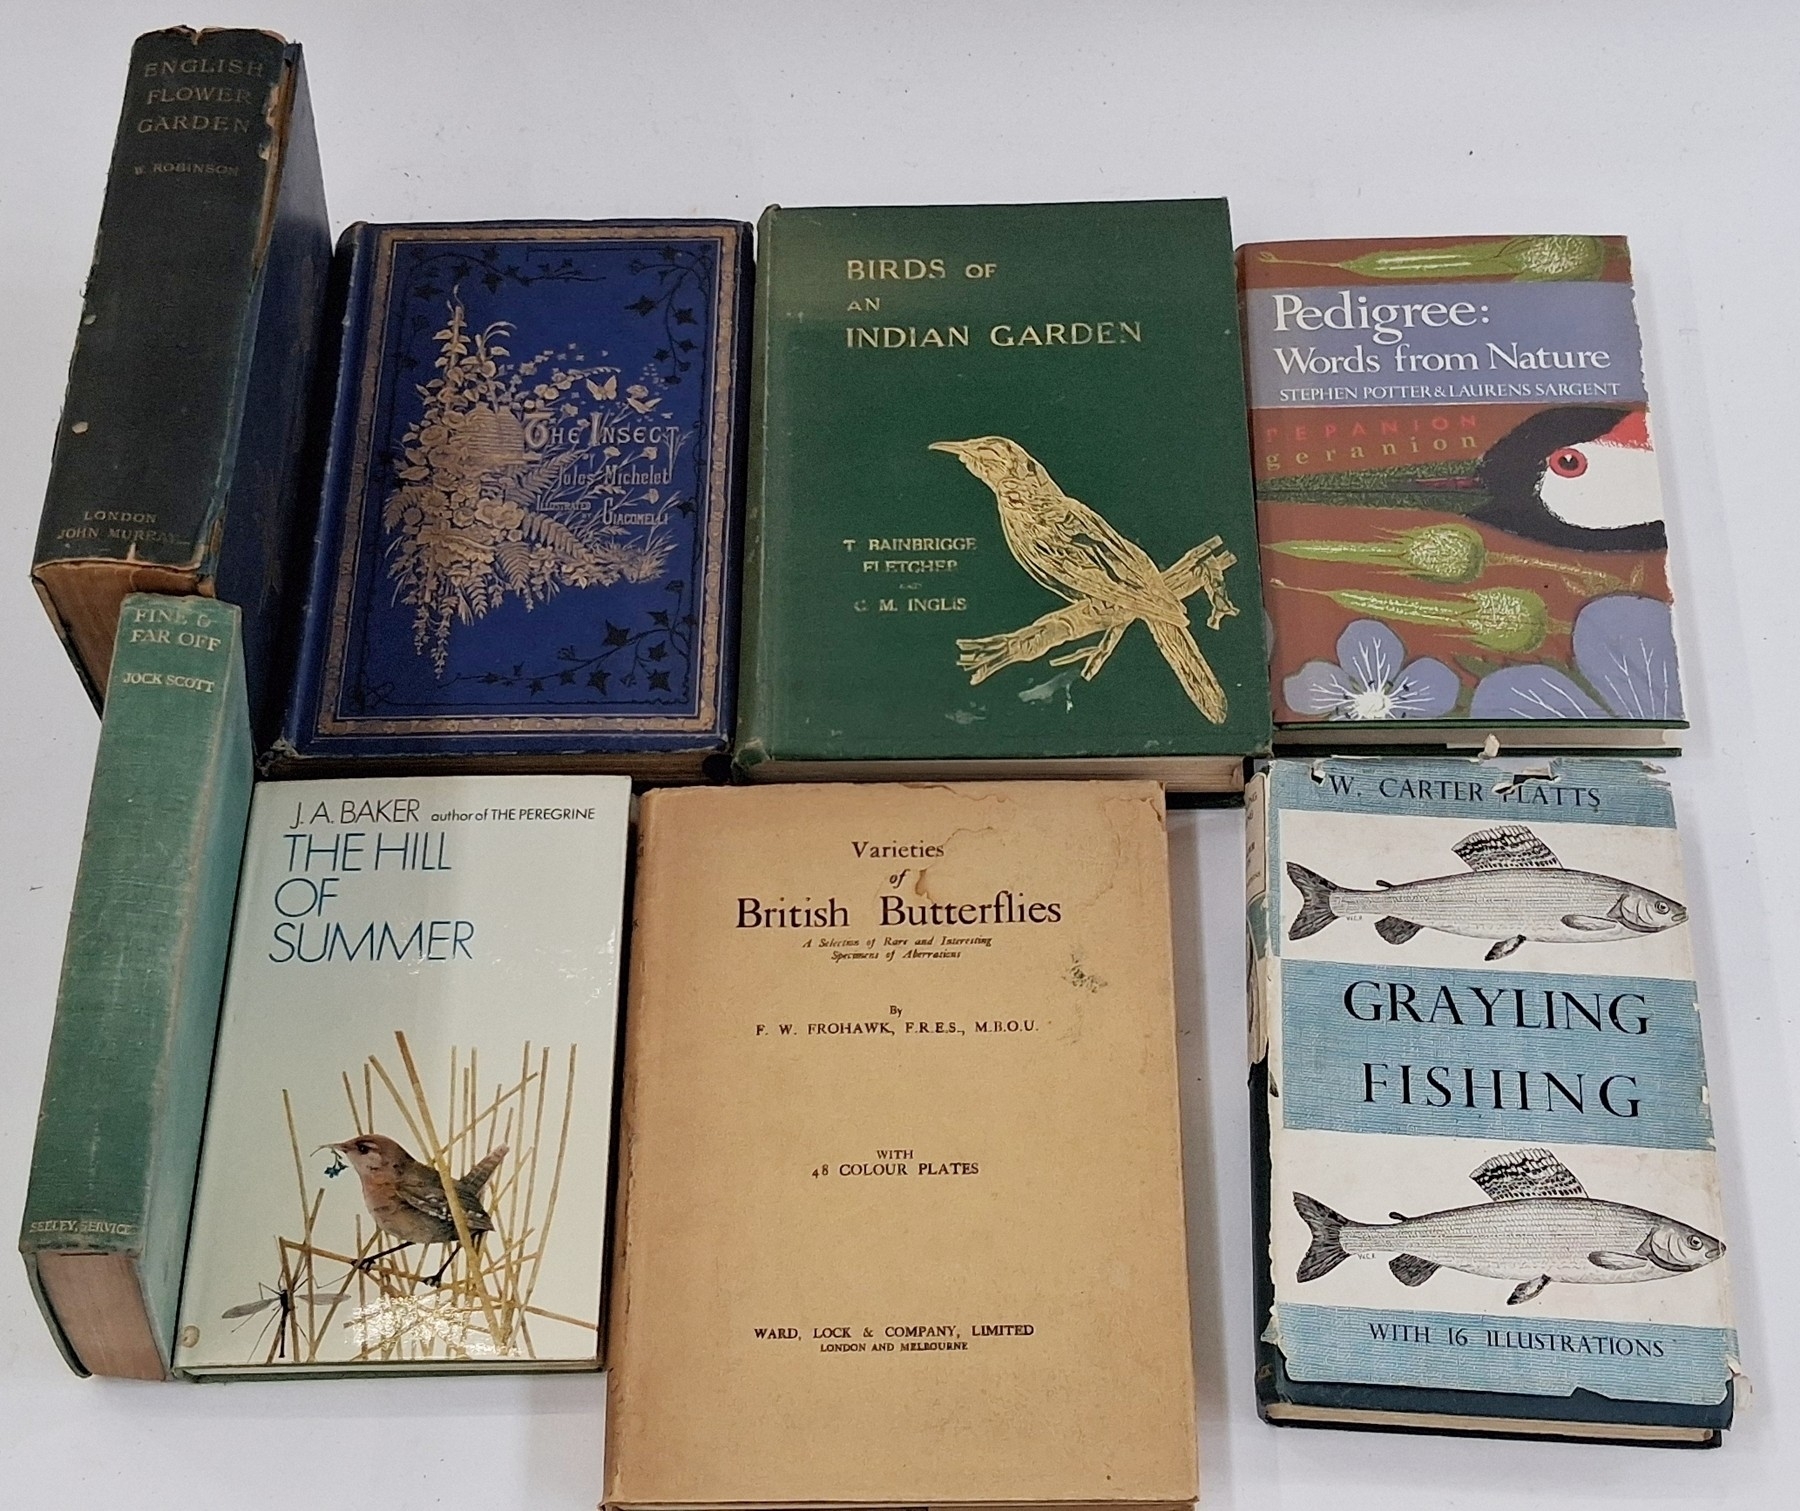 ENGLISH
FLOWER
GARDEN
W. ROBINSON
LONDON
JOHN MURRAY
THE INSECT
BY
Jules Michelet
ILLUSTRATED BY GIACOMELLI
BIRDS OF
AN
INDIAN GARDEN
T. BAINBRIGGE
FLETCHER
AND
C. M. INGLIS
Pedigree:
Words from Nature
STEPHEN POTTER & LAURENS SARGENT
ΓEPANION
geranion
FINE &
FAR OFF
JOCK SCOTT
SEELEY, SERVICE
J. A. BAKER author of THE PEREGRINE
THE HILL
OF
SUMMER
Varieties
of
British Butterflies
A Selection of Rare and Interesting
Specimens of Aberrations
By
F. W. FROHAWK, F.R.E.S., M.B.O.U.
WITH
48 COLOUR PLATES
WARD, LOCK & COMPANY, LIMITED
LONDON AND MELBOURNE
W. CARTER PLATTS
GRAYLING
FISHING
WITH 16 ILLUSTRATIONS